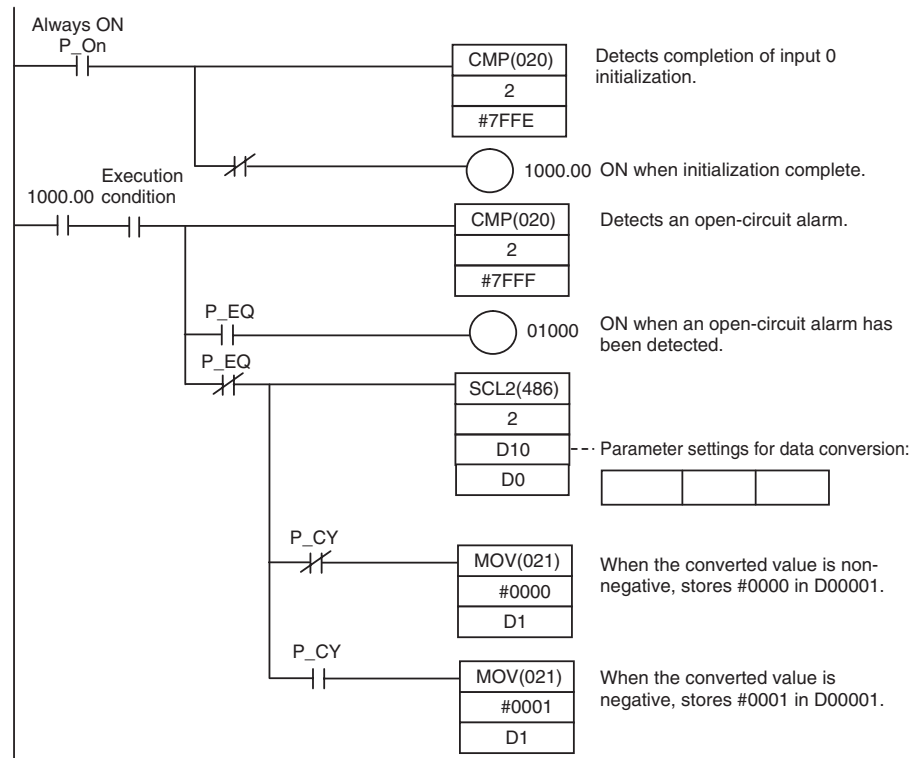 Always ON
P_On
CMP(020)
2
#7FFE
Detects completion of input 0
initialization.
1000.00 ON when initialization complete.
Execution
1000.00 condition
CMP(020)
2
#7FFF
Detects an open-circuit alarm.
P_EQ
01000
ON when an open-circuit alarm has
been detected.
P_EQ
SCL2(486)
2
D10
D0
Parameter settings for data conversion:
P_CY
MOV(021)
#0000
D1
When the converted value is non-
negative, stores #0000 in D00001.
P_CY
MOV(021)
#0001
D1
When the converted value is
negative, stores #0001 in D00001.